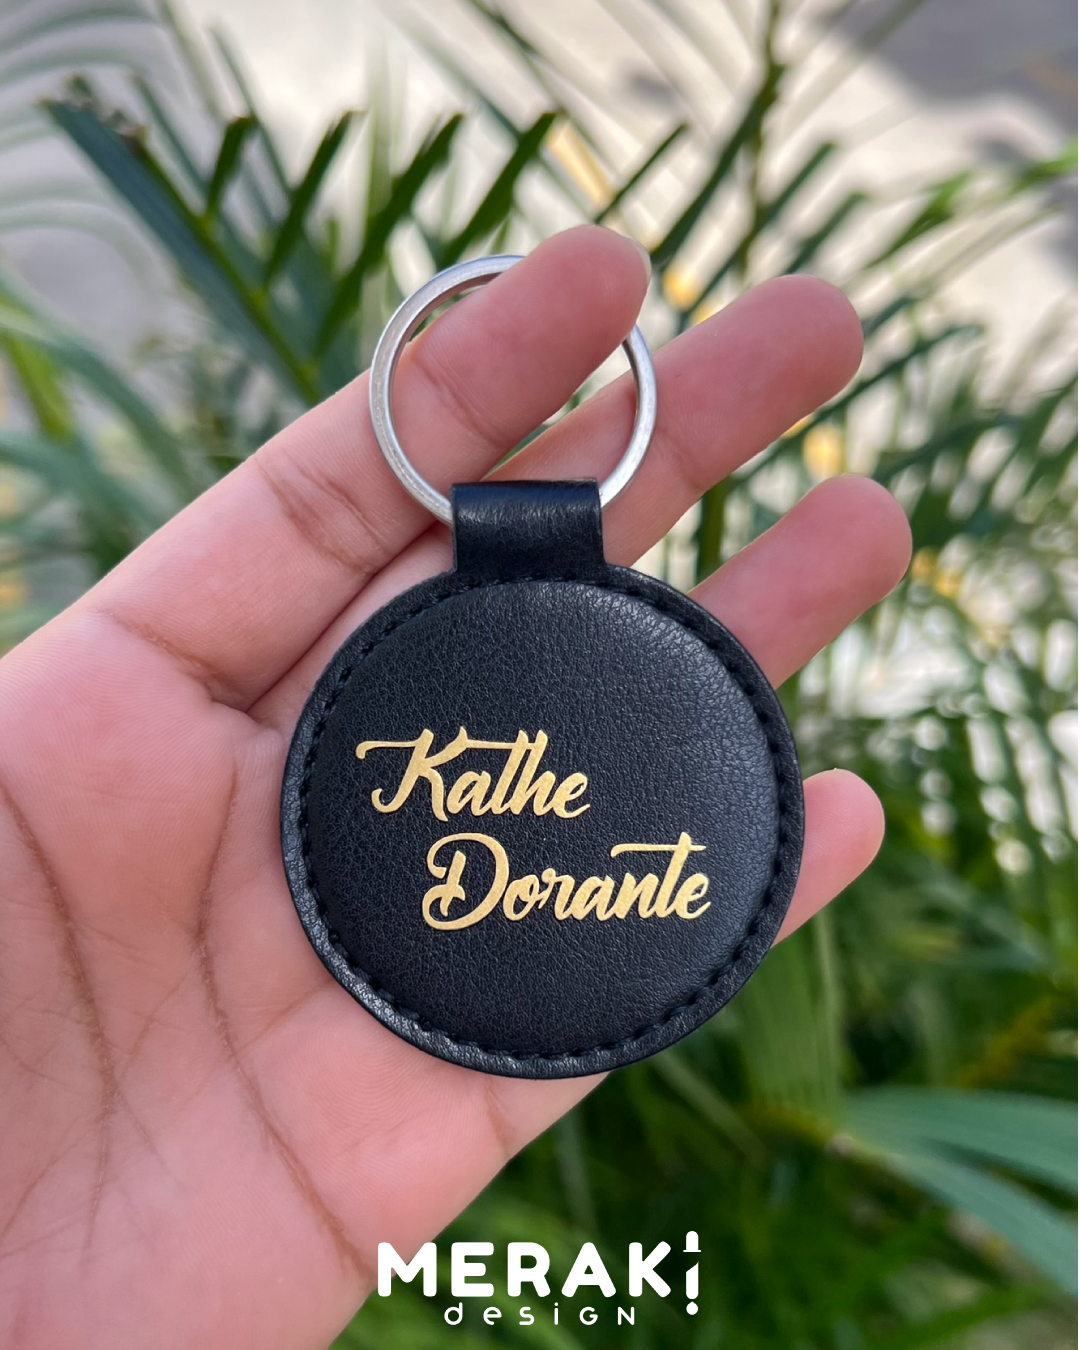 Kathe
Dorante
MERAKi
desiGN